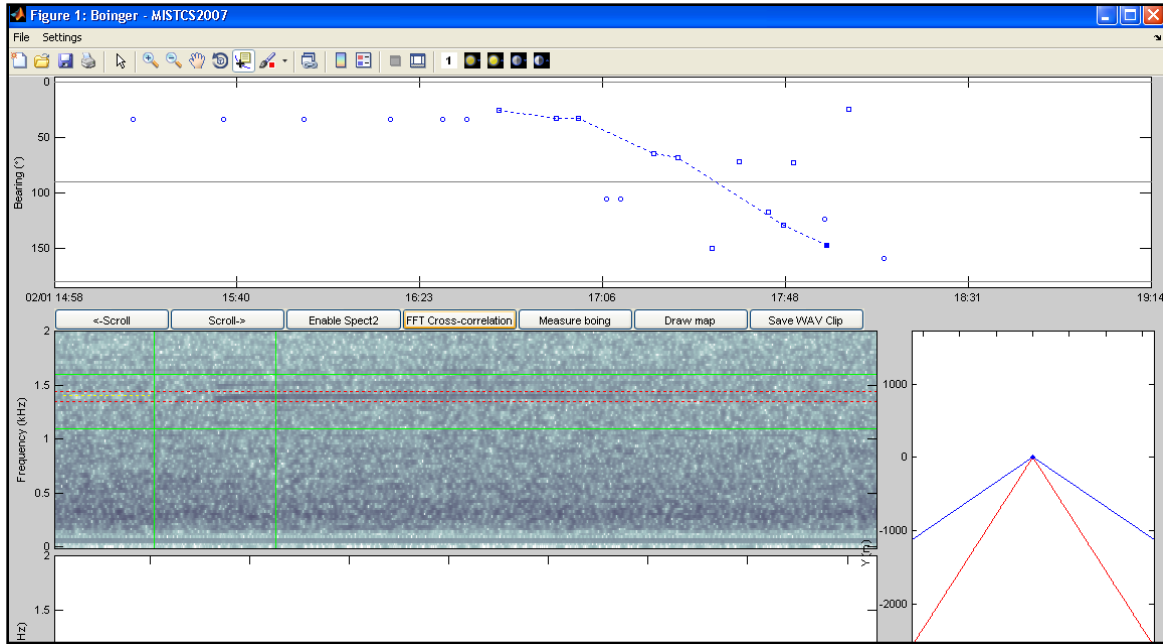 Figure 1: Boinger - MISTCS2007
File Settings
1
0
50
100
150
Bearing (°)
02/01 14:58 15:40 16:23 17:06 17:48 18:31 19:14
<-Scroll Scroll-> Enable Spect2 FFT Cross-correlation Measure boing Draw map Save WAV Clip
2
1.5
1
0.5
0
Frequency (kHz)
1000
0
-1000
-2000
Y (m)
2
1.5
Hz)